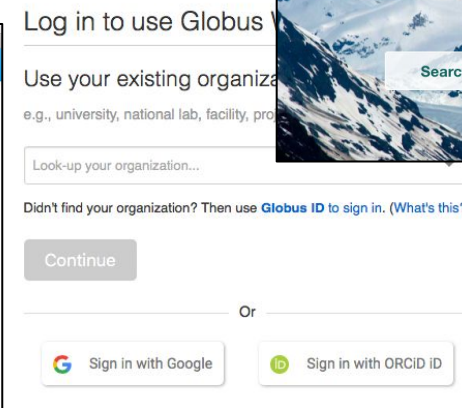 Log in to use Globus
Searc
Use your existing organiza
e.g., university, national lab, facility, pro
Look-up your organization...
Didn't find your organization? Then use Globus ID to sign in. (What's this?
Continue
Or
Sign in with Google
iD Sign in with ORCiD iD